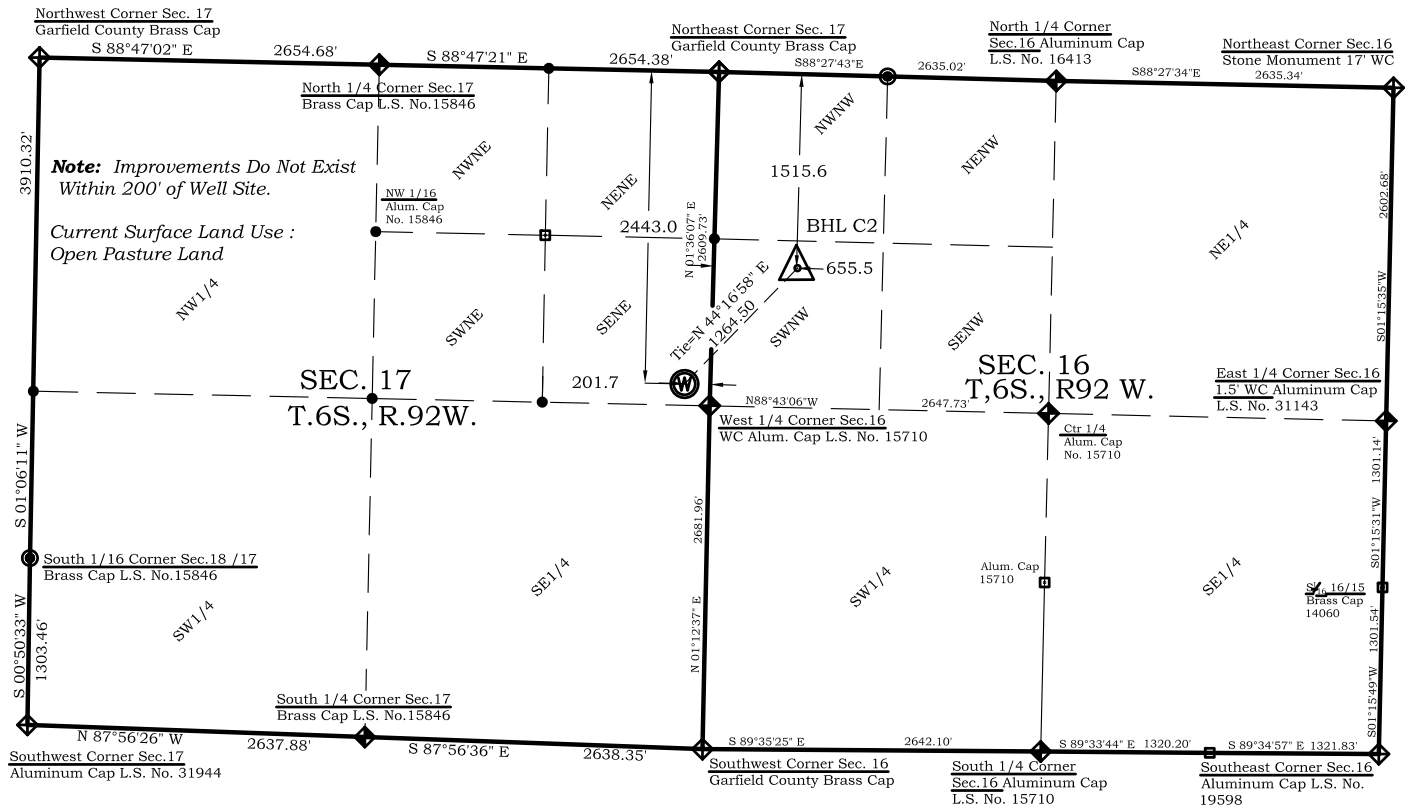 Northwest Corner Sec. 17
Garfield County Brass Cap
S 88°47'02" E
2654.68'
S 88°47'21" E
2654.38'
Northeast Corner Sec. 17
Garfield County Brass Cap
S88°27'43"E
2635.02'
North 1/4 Corner
Sec.16 Aluminum Cap
L.S. No. 16413
S88°27'34"E
2635.34'
Northeast Corner Sec.16
Stone Monument 17' WC
North 1/4 Corner Sec.17
Brass Cap L.S. No.15846
3910.32'
Note: Improvements Do Not Exist
Within 200' of Well Site.
Current Surface Land Use :
Open Pasture Land
NW 1/16
Alum. Cap
No. 15846
NWNE
NENE
2443.0
N 01°36'07" E
2609.73'
NWNW
1515.6
BHL C2
655.5
NENW
NE1/4
2602.68'
S01°15'35"W
NW1/4
SWNE
SENE
Tie=N 44°16'58" E
1264.50
SWNW
SENW
SEC. 17
T.6S., R.92W.
201.7
W
N88°43'06"W
2647.73'
SEC. 16
T,6S., R92 W.
East 1/4 Corner Sec.16
1.5' WC Aluminum Cap
L.S. No. 31143
West 1/4 Corner Sec.16
WC Alum. Cap L.S. No. 15710
Ctr 1/4
Alum. Cap
No. 15710
S 01°06'11" W
1301.14'
S01°15'31"W
2681.96'
N 01°12'37" E
South 1/16 Corner Sec.18 /17
Brass Cap L.S. No.15846
S 00°50'33" W
1303.46'
SW1/4
SE1/4
SW1/4
Alum. Cap
15710
SE1/4
16/15
Brass Cap
14060
1301.54'
S01°15'49"W
South 1/4 Corner Sec.17
Brass Cap L.S. No.15846
N 87°56'26" W
2637.88'
S 87°56'36" E
2638.35'
S 89°35'25" E
2642.10'
S 89°33'44" E 1320.20'
S 89°34'57" E 1321.83'
Southwest Corner Sec.17
Aluminum Cap L.S. No. 31944
Southwest Corner Sec. 16
Garfield County Brass Cap
South 1/4 Corner
Sec.16 Aluminum Cap
L.S. No. 15710
Southeast Corner Sec.16
Aluminum Cap L.S. No.
19598